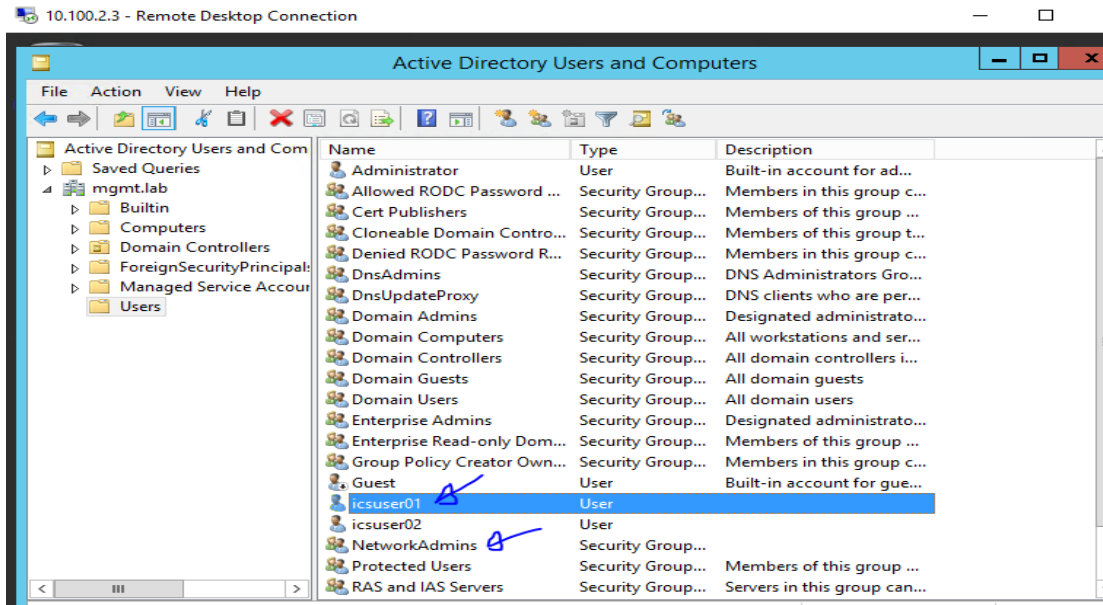 10.100.2.3 - Remote Desktop Connection
Active Directory Users and Computers
File Action View Help
Active Directory Users and Com
Saved Queries
mgmt.lab
Builtin
Computers
Domain Controllers
ForeignSecurityPrincipals
Managed Service Accour
Users
Name Type Description
Administrator User Built-in account for ad...
Allowed RODC Password ... Security Group... Members in this group c...
Cert Publishers Security Group... Members of this group ...
Cloneable Domain Contro... Security Group... Members of this group t...
Denied RODC Password R... Security Group... Members in this group c...
DnsAdmins Security Group... DNS Administrators Gro...
DnsUpdateProxy Security Group... DNS clients who are per...
Domain Admins Security Group... Designated administrato...
Domain Computers Security Group... All workstations and ser...
Domain Controllers Security Group... All domain controllers i...
Domain Guests Security Group... All domain guests
Domain Users Security Group... All domain users
Enterprise Admins Security Group... Designated administrato...
Enterprise Read-only Dom... Security Group... Members of this group ...
Group Policy Creator Own... Security Group... Members in this group c...
Guest User Built-in account for gue...
icsuser01 User
icsuser02 User
NetworkAdmins Security Group...
Protected Users Security Group... Members of this group ...
RAS and IAS Servers Security Group... Servers in this group can...